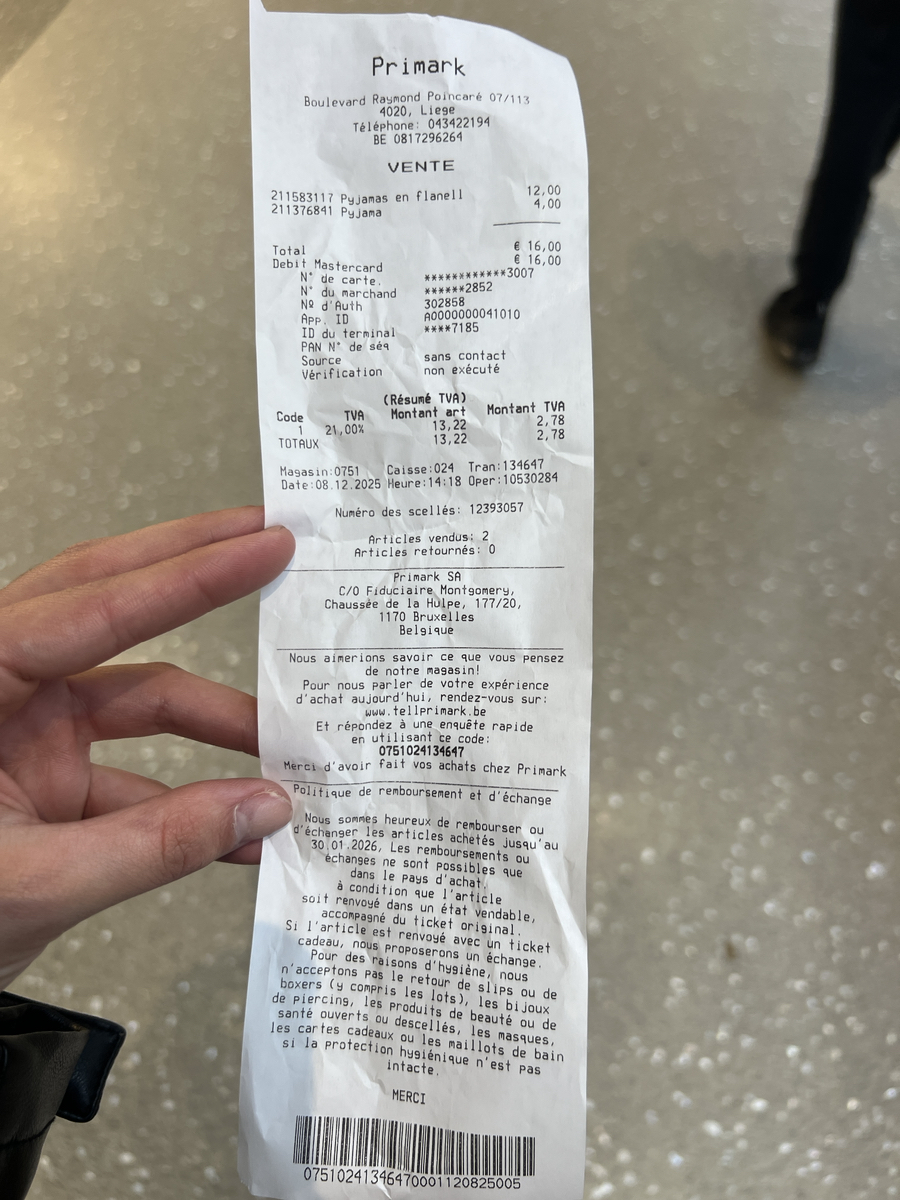 Primark
Boulevard Raymond Poincaré 07/113
4020, Liege
Téléphone: 043422194
BE 0817296264
VENTE
211583117 Pyjamas en flanell 12,00
211376841 Pyjama 4,00
Total € 16,00
Debit Mastercard € 16,00
N° de carte. ************3007
N° du marchand ******2852
Nº d'Auth 302858
App. ID A0000000041010
ID du terminal ****7185
PAN N° de séq
Source sans contact
Vérification non exécuté
(Résumé TVA)
Code TVA Montant art Montant TVA
1 21,00% 13,22 2,78
TOTAUX 13,22 2,78
Magasin:0751 Caisse:024 Tran:134647
Date:08.12.2025 Heure:14:18 Oper:10530284
Numéro des scellés: 12393057
Articles vendus: 2
Articles retournés: 0
Primark SA
C/O Fiduciaire Montgomery,
Chaussée de la Hulpe, 177/20,
1170 Bruxelles
Belgique
Nous aimerions savoir ce que vous pensez
de notre magasin!
Pour nous parler de votre expérience
d'achat aujourd'hui, rendez-vous sur:
www.tellprimark.be
Et répondez à une enquête rapide
en utilisant ce code:
0751024134647
Merci d'avoir fait vos achats chez Primark
Politique de remboursement et d'échange
Nous sommes heureux de rembourser ou
d'échanger les articles achetés jusqu'au
30.01.2026, Les remboursements ou
échanges ne sont possibles que
dans le pays d'achat.
à condition que l'article
soit renvoyé dans un état vendable,
accompagné du ticket original.
Si l'article est renvoyé avec un ticket
cadeau, nous proposerons un échange.
Pour des raisons d'hygiène, nous
n'acceptons pas le retour de slips ou de
boxers (y compris les lots), les bijoux
de piercing, les produits de beauté ou de
santé ouverts ou descellés, les masques,
les cartes cadeaux ou les maillots de bain
si la protection hygiénique n'est pas
intacte.
MERCI
07510241346470001120825005